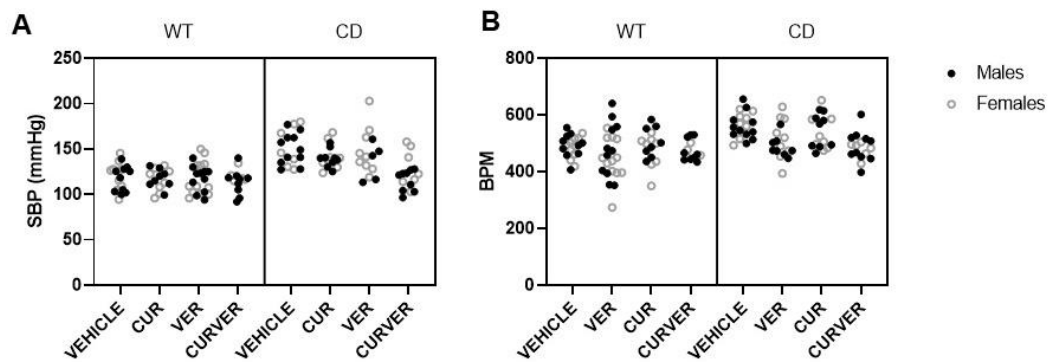 A
WT
CD
SBP (mmHg)
250
200
150
100
50
0
VEHICLE
CUR
VER
CURVER
VEHICLE
CUR
VER
CURVER
B
WT
CD
BPM
800
600
400
200
0
VEHICLE
VER
CUR
CURVER
VEHICLE
VER
CUR
CURVER
Males
Females